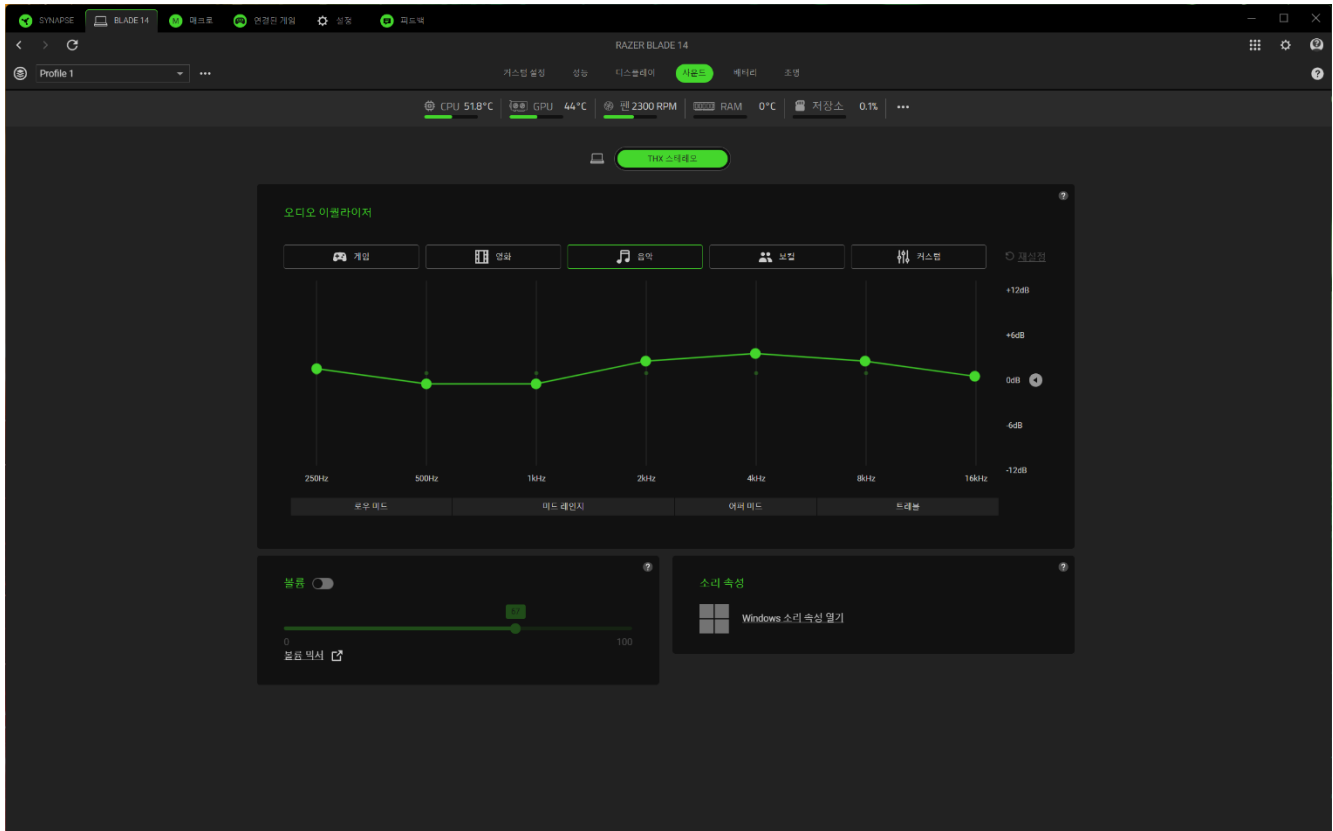 SYNAPSE BLADE 14 M 매크로 연결된 게임 설정 피드백
RAZER BLADE 14
Profile 1 커스텀 설정 성능 디스플레이 사운드 배터리 조명
CPU 51.8°C GPU 44°C 팬 2300 RPM RAM 0°C 저장소 0.1%
THX 스테레오
오디오 이퀄라이저
게임 영화 음악 보컬 커스텀 재설정
+12dB
+6dB
0dB
-6dB
-12dB
250Hz 500Hz 1kHz 2kHz 4kHz 8kHz 16kHz
로우 미드 미드 레인지 어퍼 미드 트레블
볼륨
0 100
볼륨 믹서
소리 속성
Windows 소리 속성 열기